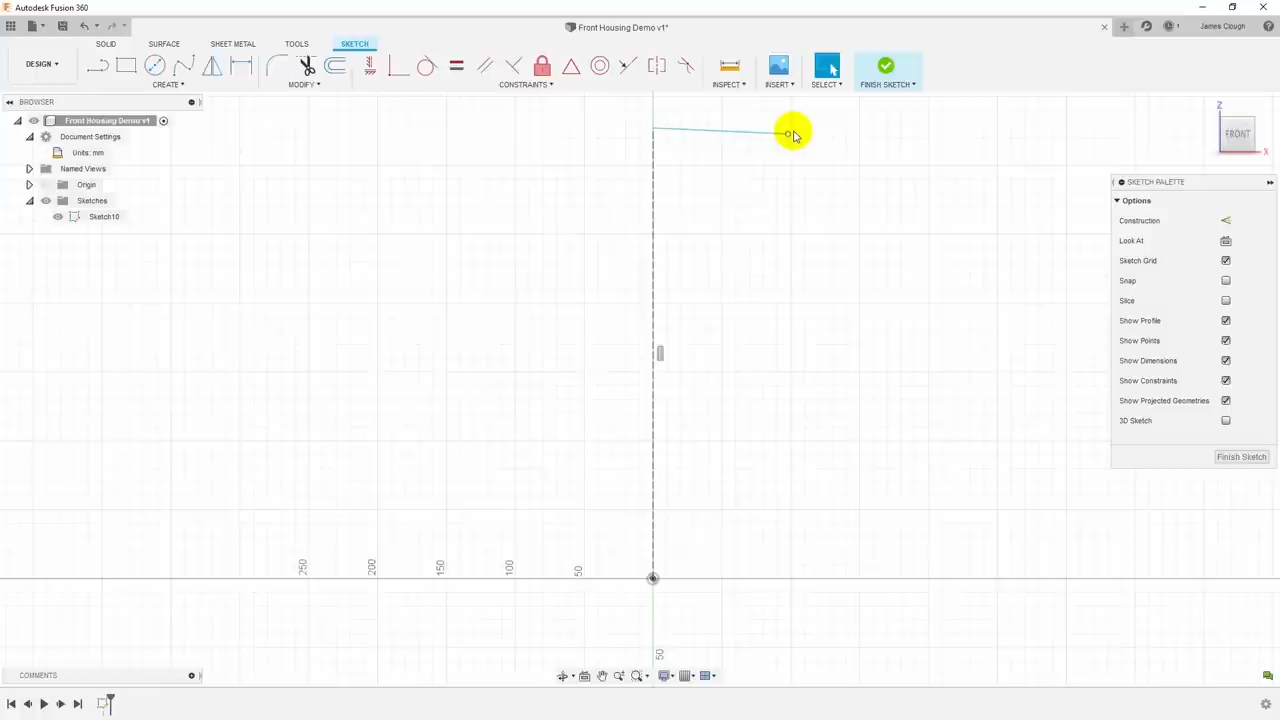 Autodesk Fusion 360
Front Housing Demo v1*
1
James Clough
DESIGN
SOLID
SURFACE
SHEET METAL
TOOLS
SKETCH
CREATE
MODIFY
CONSTRAINTS
INSPECT
INSERT
SELECT
FINISH SKETCH
BROWSER
Front Housing Demo v1
Document Settings
Units: mm
Named Views
Origin
Sketches
Sketch10
Z
FRONT
X
SKETCH PALETTE
Options
Construction
Look At
Sketch Grid
Snap
Slice
Show Profile
Show Points
Show Dimensions
Show Constraints
Show Projected Geometries
3D Sketch
Finish Sketch
250
200
150
100
50
50
COMMENTS